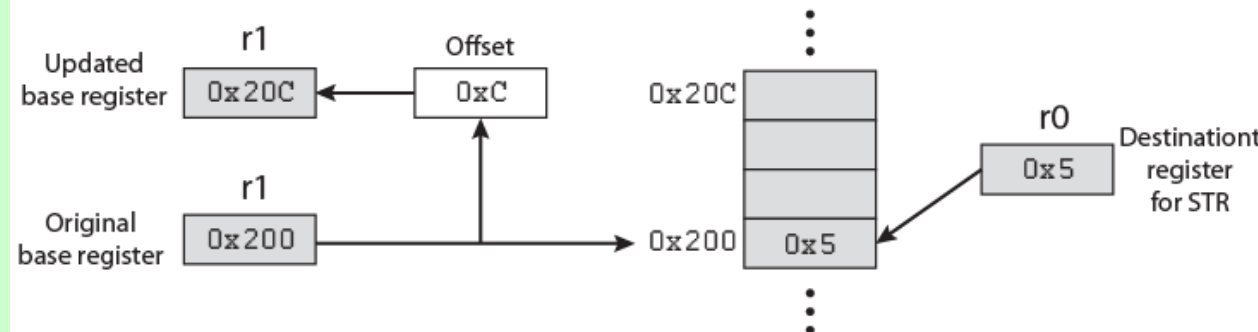 r1
Offset
Updated
base register
0x20C
0xC
0x20C
r0
Destinationt
register
for STR
0x5
r1
Original
base register
0x200
0x200
0x5